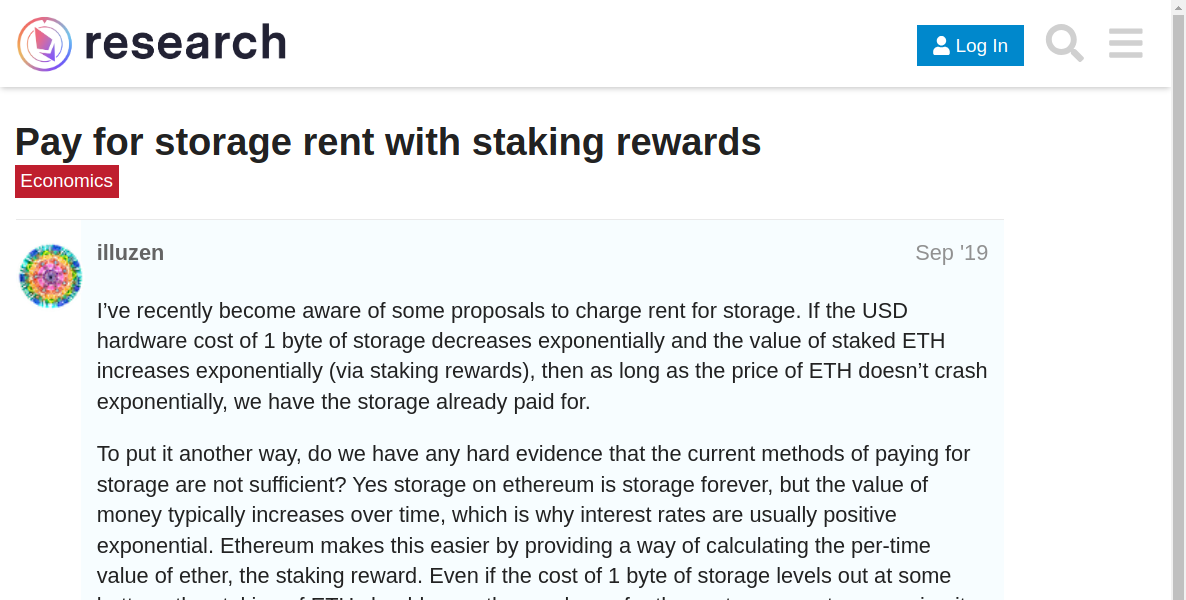 research
Log In
Pay for storage rent with staking rewards
Economics
illuzen
Sep '19
I’ve recently become aware of some proposals to charge rent for storage. If the USD
hardware cost of 1 byte of storage decreases exponentially and the value of staked ETH
increases exponentially (via staking rewards), then as long as the price of ETH doesn’t crash
exponentially, we have the storage already paid for.
To put it another way, do we have any hard evidence that the current methods of paying for
storage are not sufficient? Yes storage on ethereum is storage forever, but the value of
money typically increases over time, which is why interest rates are usually positive
exponential. Ethereum makes this easier by providing a way of calculating the per-time
value of ether, the staking reward. Even if the cost of 1 byte of storage levels out at some